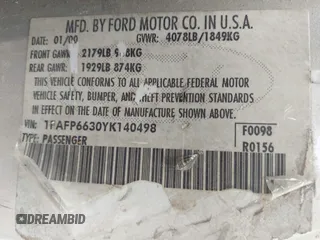 MFD. BY FORD MOTOR CO. IN U.S.A.
01/00 GVWR: 4078LB/1849KG
FRONT GAWR: 2179LB 988KG
REAR GAWR: 1929LB 874KG
THIS VEHICLE CONFORMS TO ALL APPLICABLE FEDERAL MOTOR
VEHICLE SAFETY, BUMPER, AND THEFT PREVENTION STANDARDS
IN EFFECT ON THE DATE OF MANUFACTURE SHOWN ABOVE.
VIN: 1FAFP6630YK140498
TYPE: PASSENGER
F0098
R0156
DREAMBID